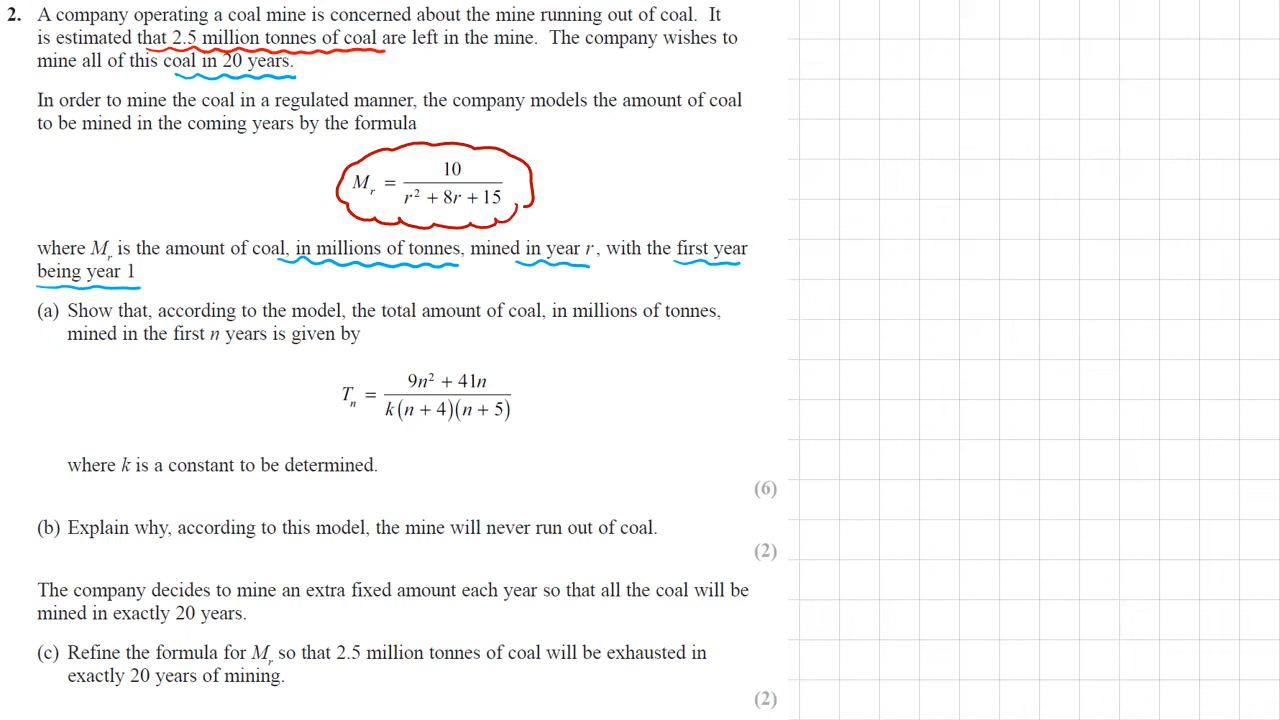 2. A company operating a coal mine is concerned about the mine running out of coal. It
is estimated that 2.5 million tonnes of coal are left in the mine. The company wishes to
mine all of this coal in 20 years.
In order to mine the coal in a regulated manner, the company models the amount of coal
to be mined in the coming years by the formula
M_r = 10 / (r² + 8r + 15)
where M_r is the amount of coal, in millions of tonnes, mined in year r, with the first year
being year 1
(a) Show that, according to the model, the total amount of coal, in millions of tonnes,
mined in the first n years is given by
T_n = (9n² + 41n) / (k(n + 4)(n + 5))
where k is a constant to be determined.
(6)
(b) Explain why, according to this model, the mine will never run out of coal.
(2)
The company decides to mine an extra fixed amount each year so that all the coal will be
mined in exactly 20 years.
(c) Refine the formula for M_r so that 2.5 million tonnes of coal will be exhausted in
exactly 20 years of mining.
(2)